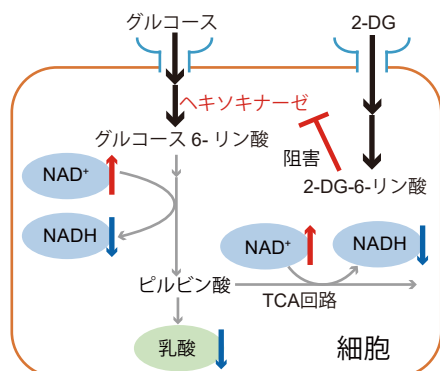 グルコース
2-DG
ヘキソキナーゼ
グルコース 6- リン酸
阻害
2-DG-6-リン酸
NAD⁺
NADH
NAD⁺
NADH
ピルビン酸
TCA回路
乳酸
細胞